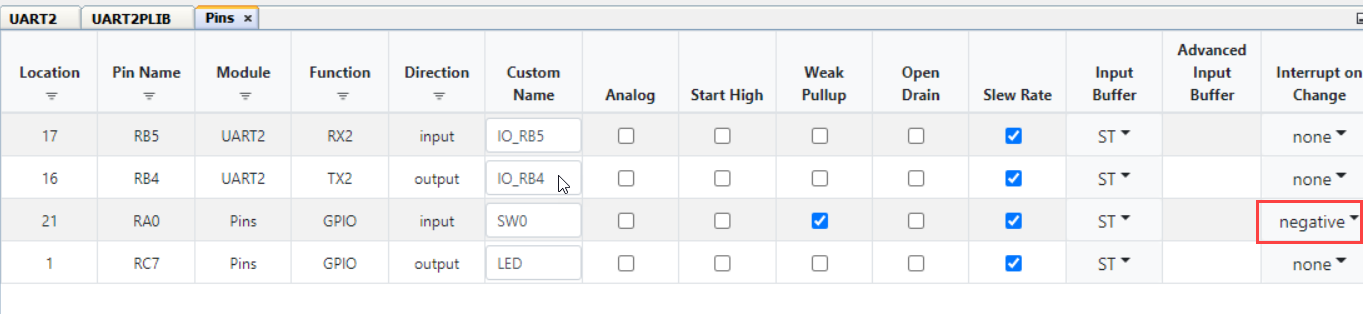 UART2 UART2PLIB Pins ×
Location Pin Name Module Function Direction Custom Name Analog Start High Weak Pullup Open Drain Slew Rate Input Buffer Advanced Input Buffer Interrupt on Change
17 RB5 UART2 RX2 input IO_RB5 ST none
16 RB4 UART2 TX2 output IO_RB4 ST none
21 RA0 Pins GPIO input SW0 ST negative
1 RC7 Pins GPIO output LED ST none